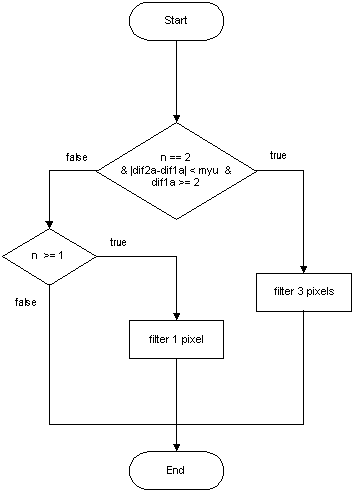 Start
n == 2
& |dif2a-dif1a| < myu &
dif1a >= 2
false
true
n >= 1
true
false
filter 3 pixels
filter 1 pixel
End